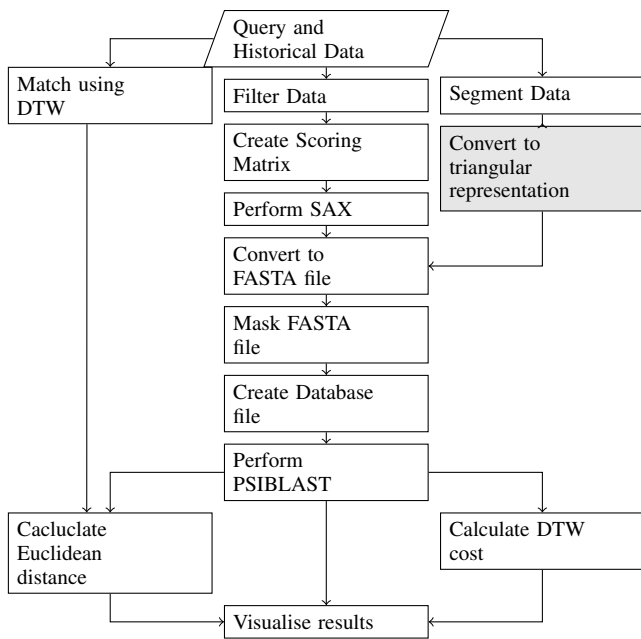 Query and
Historical Data
Match using
DTW
Filter Data
Segment Data
Create Scoring
Matrix
Convert to
triangular
representation
Perform SAX
Convert to
FASTA file
Mask FASTA
file
Create Database
file
Perform
PSIBLAST
Cacluclate
Euclidean
distance
Calculate DTW
cost
Visualise results